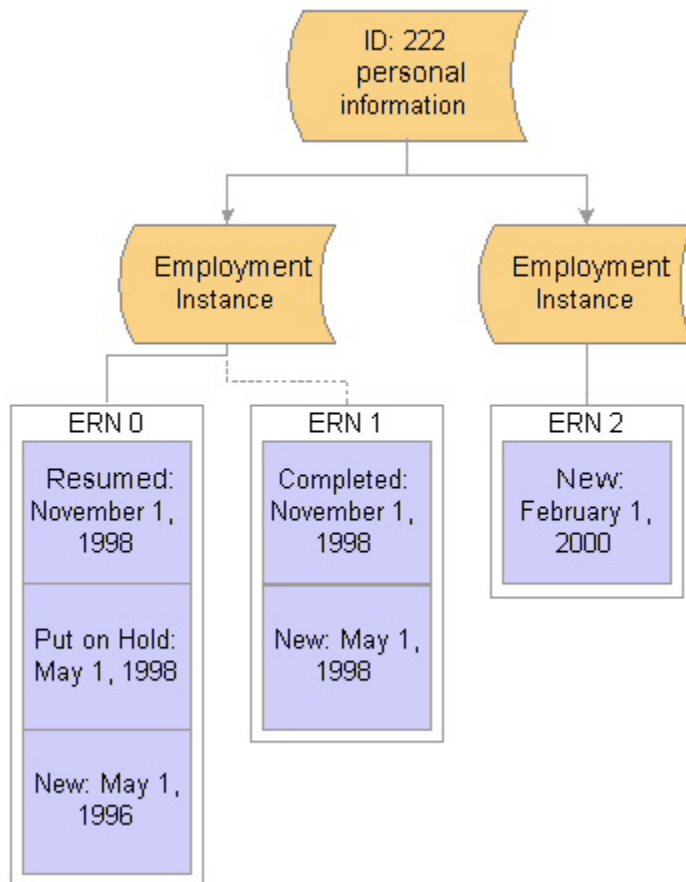 ID: 222
personal
information
Employment
Instance
Employment
Instance
ERN 0
Resumed:
November 1,
1998
Put on Hold:
May 1, 1998
New: May 1,
1996
ERN 1
Completed:
November 1,
1998
New: May 1,
1998
ERN 2
New:
February 1,
2000